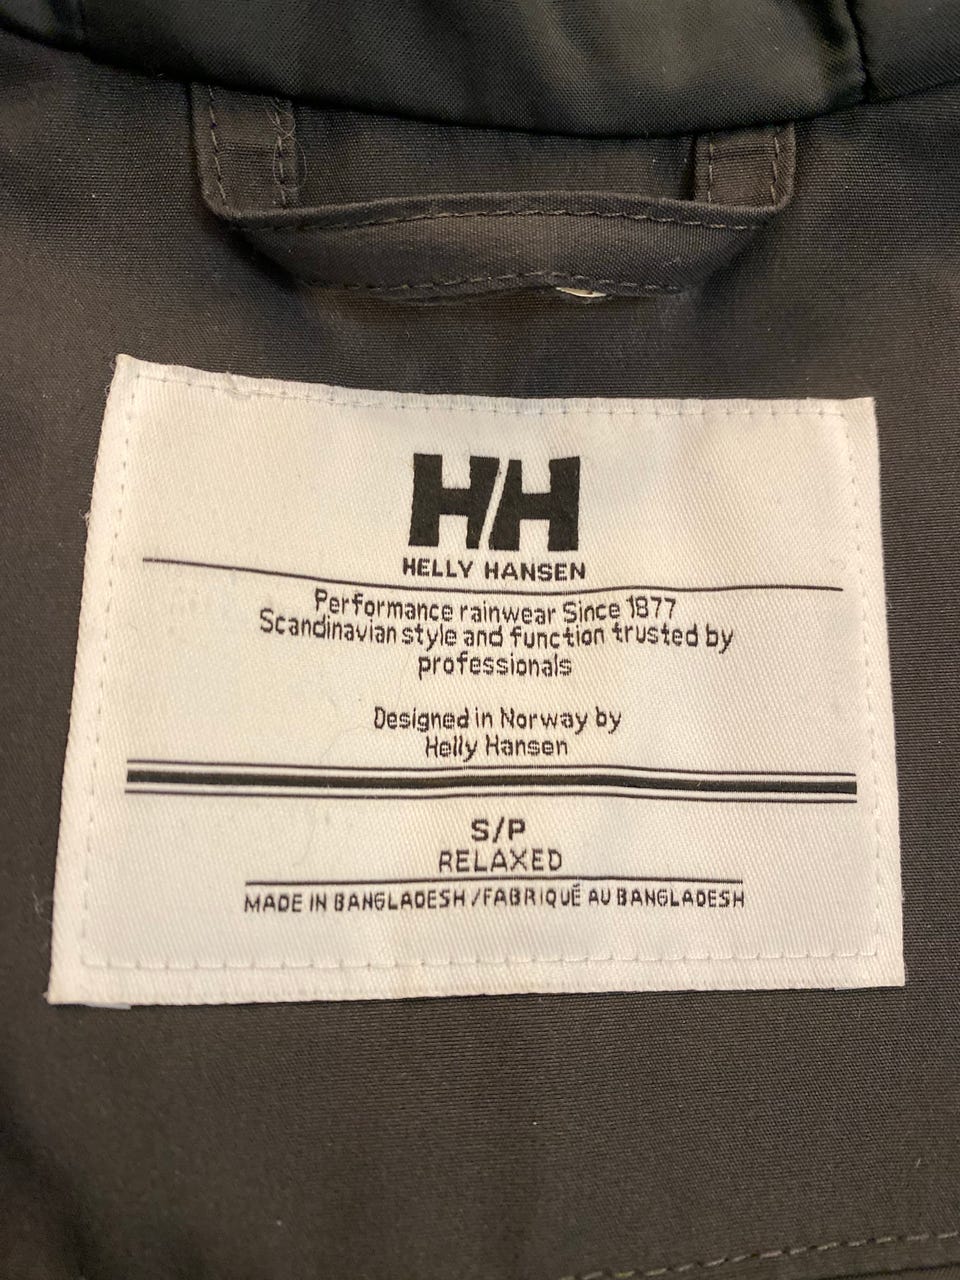 HH
HELLY HANSEN
Performance rainwear Since 1877
Scandinavian style and function trusted by
professionals
Designed in Norway by
Helly Hansen
S/P
RELAXED
MADE IN BANGLADESH / FABRIQUÉ AU BANGLADESH